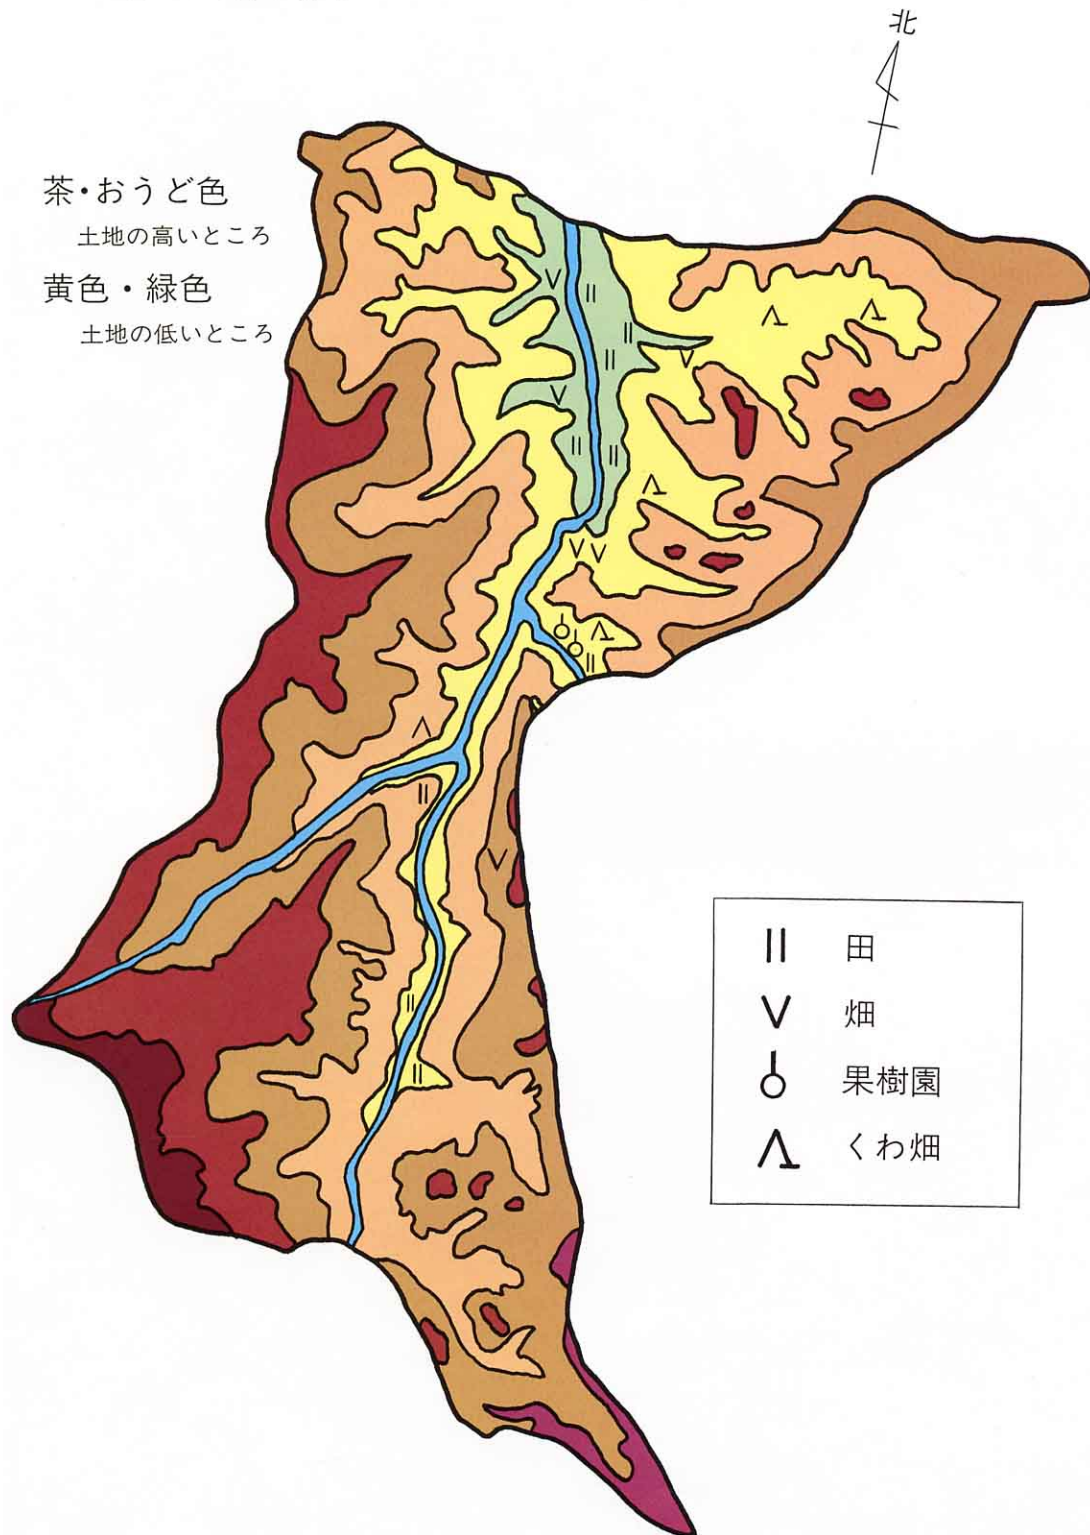 北
茶・おうど色
土地の高いところ
黄色・緑色
土地の低いところ
田
畑
果樹園
くわ畑